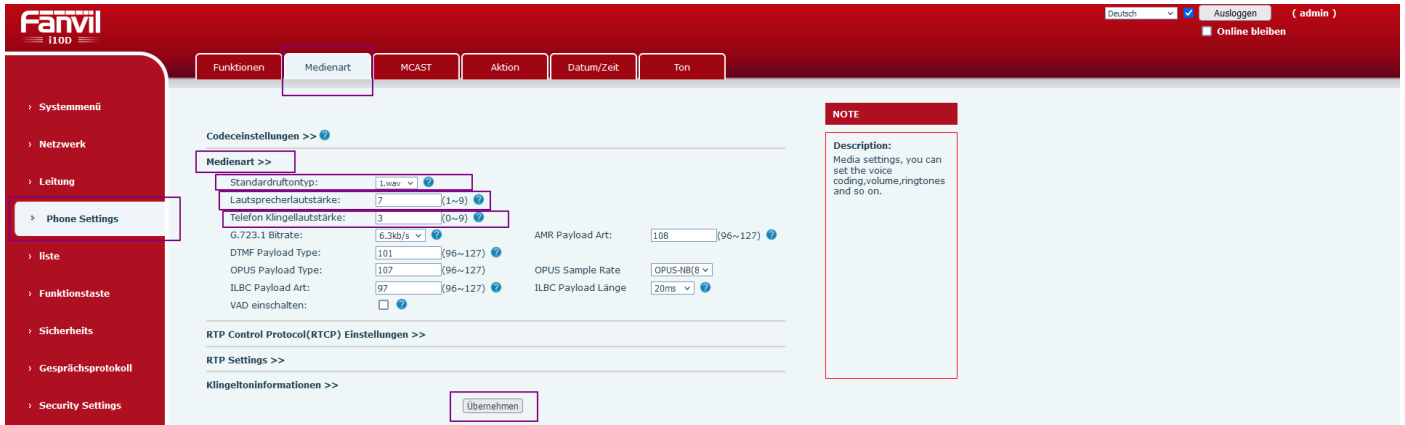 Fanvil
i10D
Deutsch Ausloggen ( admin )
Online bleiben
Funktionen Medienart MCAST Aktion Datum/Zeit Ton
› Systemmenü
› Netzwerk
› Leitung
› Phone Settings
› liste
› Funktionstaste
› Sicherheits
› Gesprächsprotokoll
› Security Settings
Codeceinstellungen >> ?
Medienart >>
Standardruftontyp: 1.wav ?
Lautsprecherlautstärke: 7 (1~9) ?
Telefon Klingellautstärke: 3 (0~9) ?
G.723.1 Bitrate: 6.3kb/s ? AMR Payload Art: 108 (96~127) ?
DTMF Payload Type: 101 (96~127) ?
OPUS Payload Type: 107 (96~127) OPUS Sample Rate OPUS-NB(8
ILBC Payload Art: 97 (96~127) ? ILBC Payload Länge 20ms ?
VAD einschalten: ?
RTP Control Protocol(RTCP) Einstellungen >>
RTP Settings >>
Klingeltoninformationen >>
Übernehmen
NOTE
Description:
Media settings, you can
set the voice
coding,volume,ringtones
and so on.